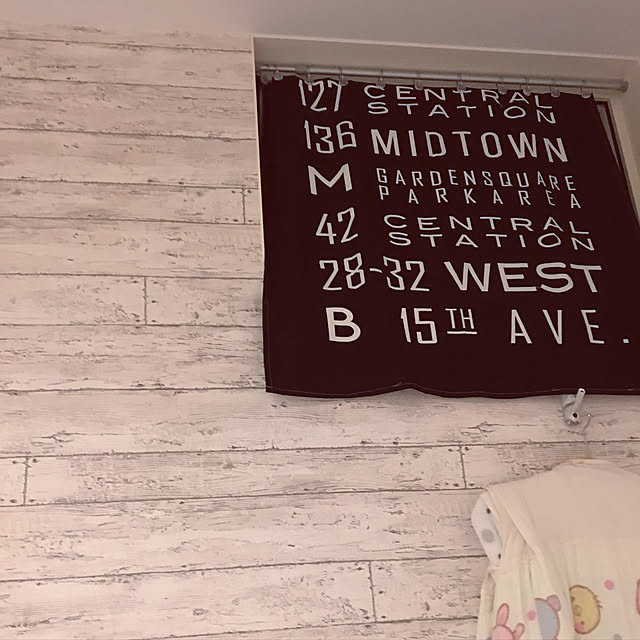 127 CENTRAL
STATION
136 MIDTOWN
M GARDENSQUARE
PARKAREA
42 CENTRAL
STATION
28-32 WEST
B 15TH AVE.